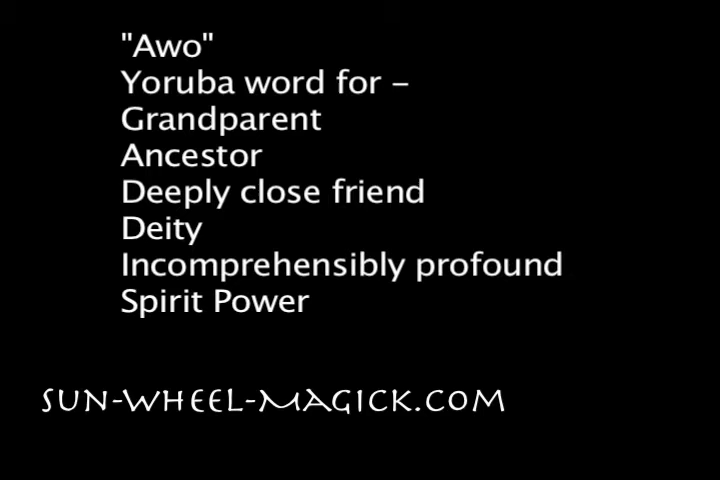 "Awo"
Yoruba word for –
Grandparent
Ancestor
Deeply close friend
Deity
Incomprehensibly profound
Spirit Power
Sun-Wheel-Magick.com